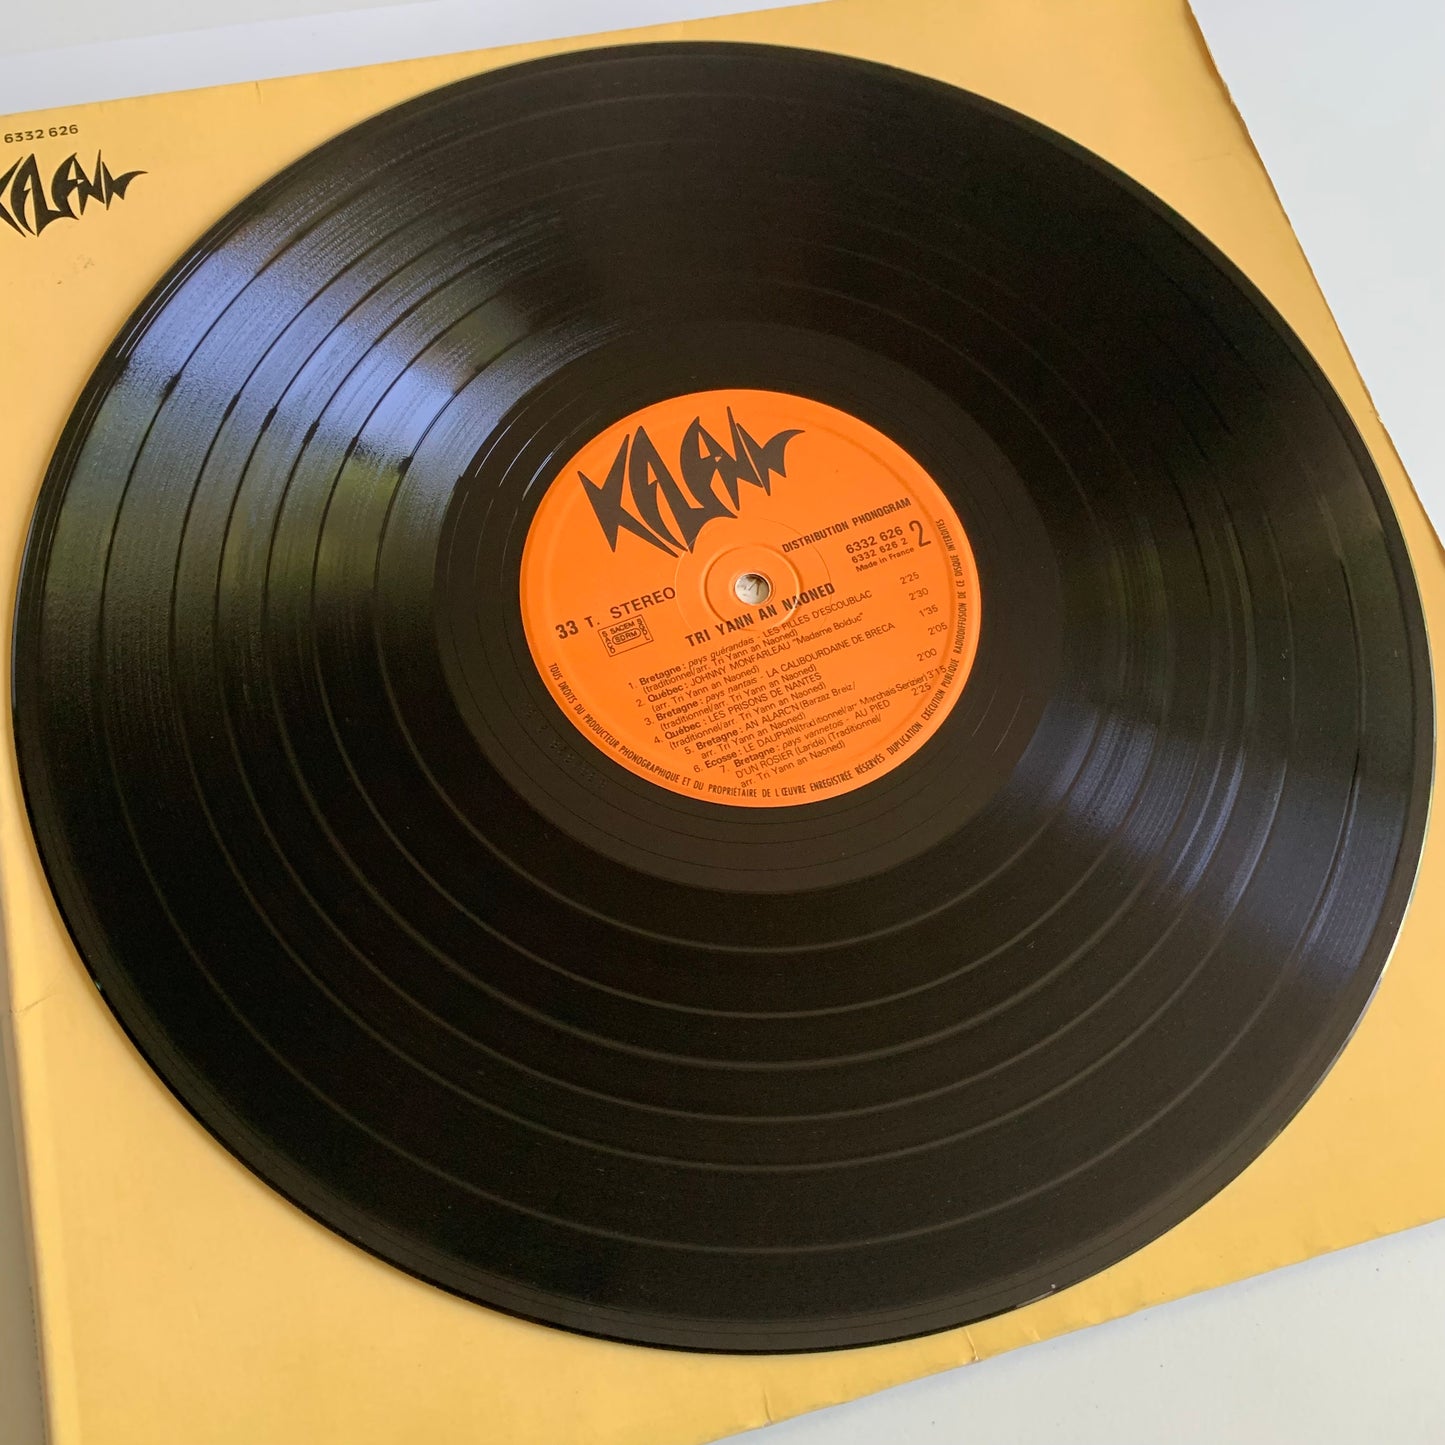 6332 626
KELENN
KELENN
DISTRIBUTION PHONOGRAM
6332 626
6332 626 2
2
Made in France
33 T. STEREO
SACEM
SDRM
TRI YANN AN NAONED
1. Bretagne : pays guérandais - LES FILLES D'ESCOUBLAC 2'25
(traditionnel/arr. Tri Yann an Naoned)
2. Québec : JOHNNY MONFARLEAU "Madame Bolduc" 2'30
(arr. Tri Yann an Naoned)
3. Bretagne : pays nantais - LA CALIBOURDAINE DE BRECA 1'35
(traditionnel/arr. Tri Yann an Naoned)
4. Québec : LES PRISONS DE NANTES 2'05
(traditionnel/arr. Tri Yann an Naoned)
5. Bretagne : AN ALARC'N (Barzaz Breiz/ 2'00
arr. Tri Yann an Naoned)
6. Ecosse : LE DAUPHIN (traditionnel/arr Marchais Serizier) 3'15
7. Bretagne : pays vannetois - AU PIED 2'25
D'UN ROSIER (Laridé) (Traditionnel/
arr. Tri Yann an Naoned)
TOUS DROITS DU PRODUCTEUR PHONOGRAPHIQUE ET DU PROPRIÉTAIRE DE L'ŒUVRE ENREGISTRÉE RÉSERVÉS DUPLICATION EXÉCUTION PUBLIQUE RADIODIFFUSION DE CE DISQUE INTERDITES